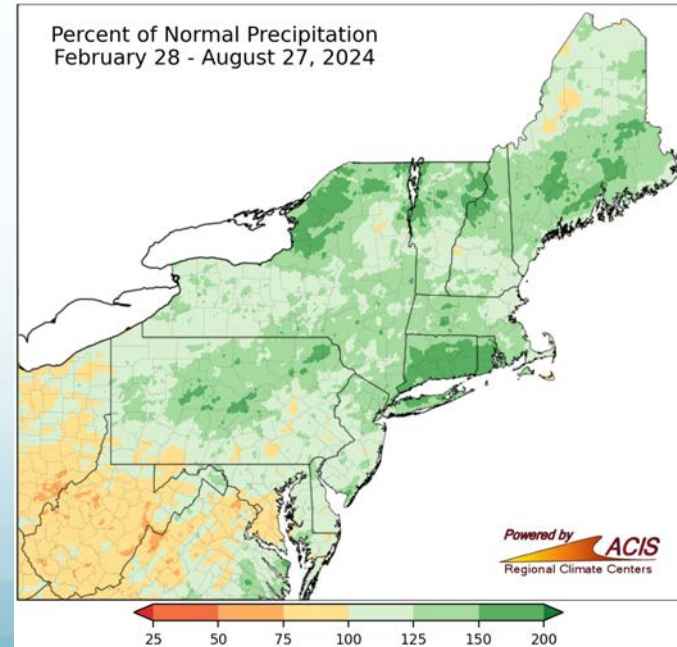 Percent of Normal Precipitation
February 28 - August 27, 2024
Powered by
ACIS
Regional Climate Centers
25 50 75 100 125 150 200